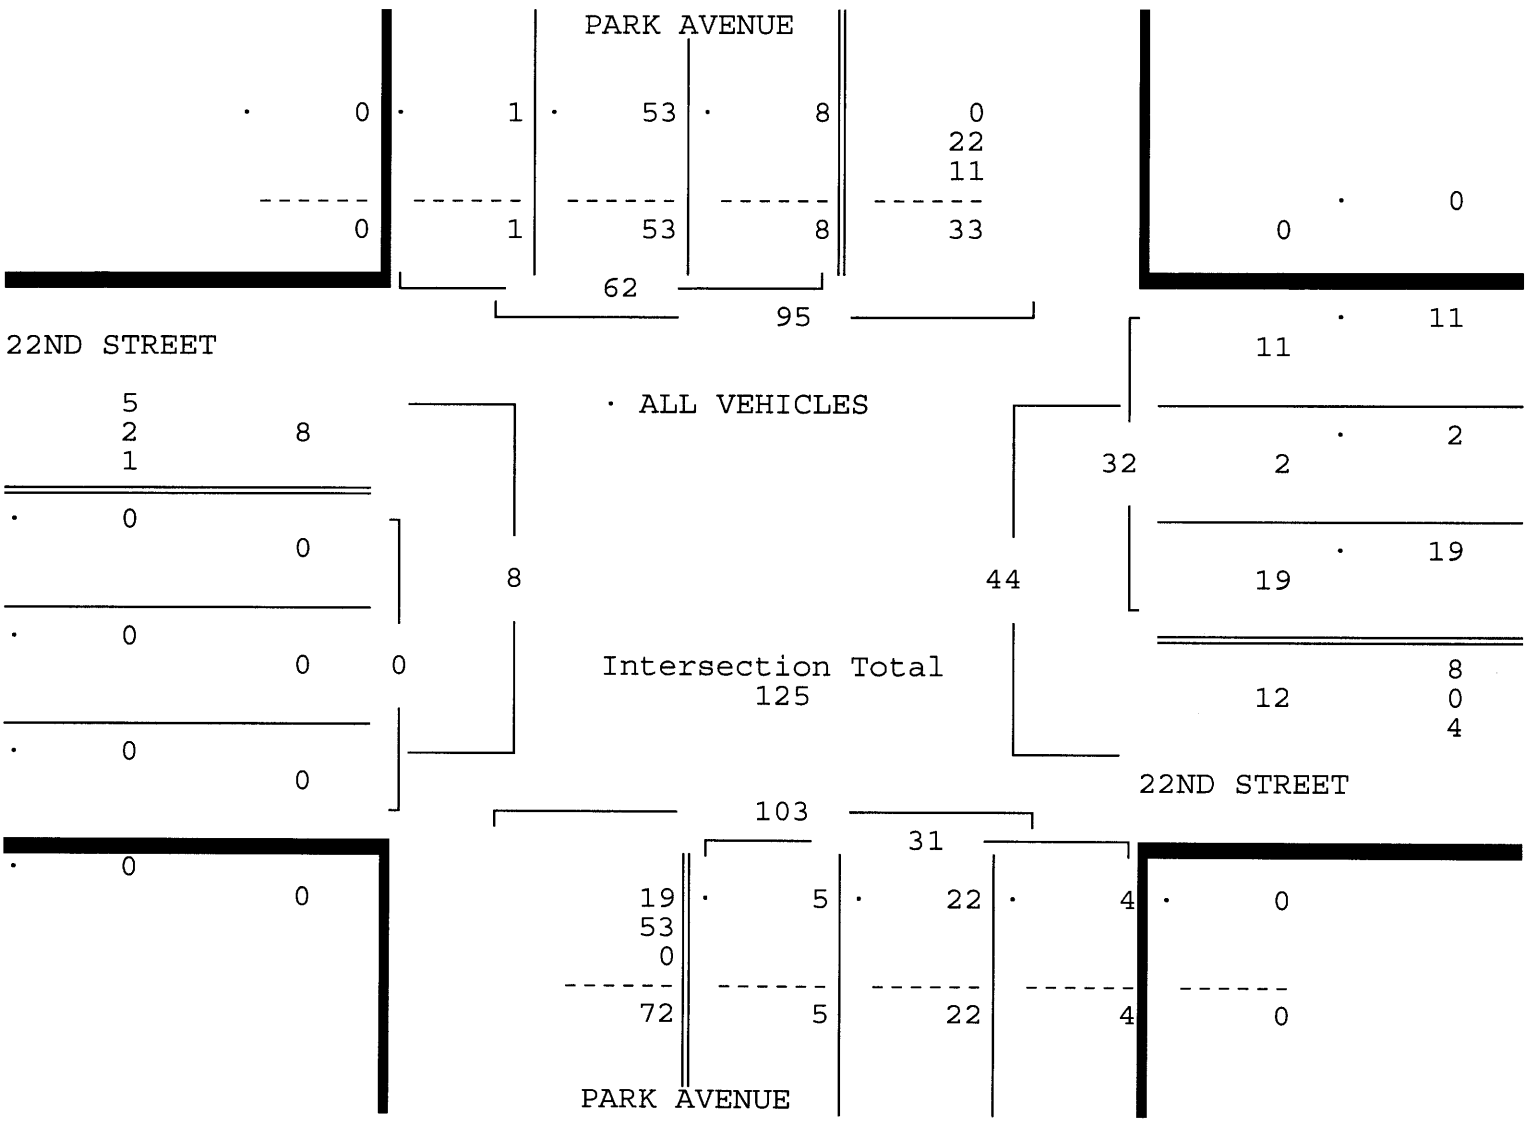 PARK AVENUE
· 0 · 1 · 53 · 8 0
22
11
------ ------ ------ ------ ------
0 1 53 8 33
· 0
0
62
95
· 11
11
22ND STREET
5
2 8
1
· ALL VEHICLES
· 2
32 2
· 0
0
· 19
8 44 19
· 0
0 0
Intersection Total
125
8
12 0
4
· 0
0
22ND STREET
103
31
· 0
0
19 · 5 · 22 · 4 · 0
53
0
------ ------ ------ ------ ------
72 5 22 4 0
PARK AVENUE